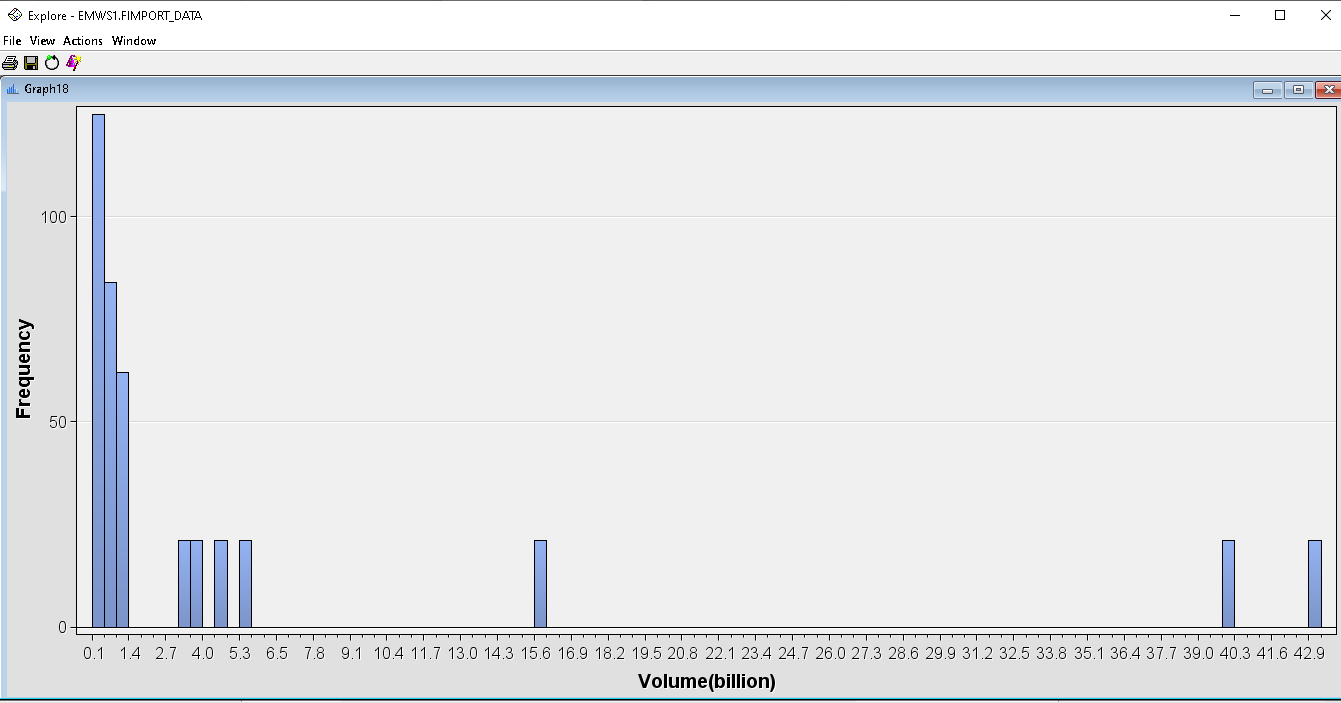 Explore - EMWS1.FIMPORT_DATA
File View Actions Window
Graph18
100
50
0
Frequency
0.1 1.4 2.7 4.0 5.3 6.5 7.8 9.1 10.4 11.7 13.0 14.3 15.6 16.9 18.2 19.5 20.8 22.1 23.4 24.7 26.0 27.3 28.6 29.9 31.2 32.5 33.8 35.1 36.4 37.7 39.0 40.3 41.6 42.9
Volume(billion)